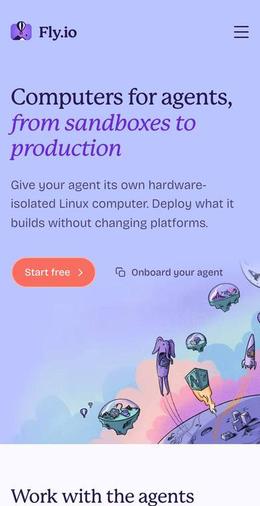 Fly.io
Computers for agents,
from sandboxes to
production
Give your agent its own hardware-
isolated Linux computer. Deploy what it
builds without changing platforms.
Start free
Onboard your agent
Work with the agents